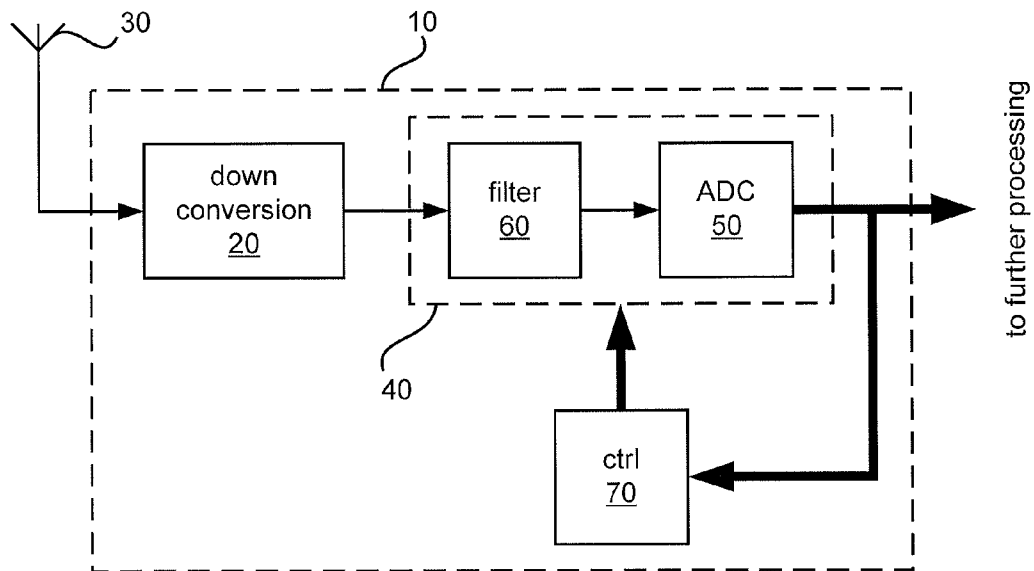 30
10
down
conversion
20
filter
60
ADC
50
to further processing
40
ctrl
70